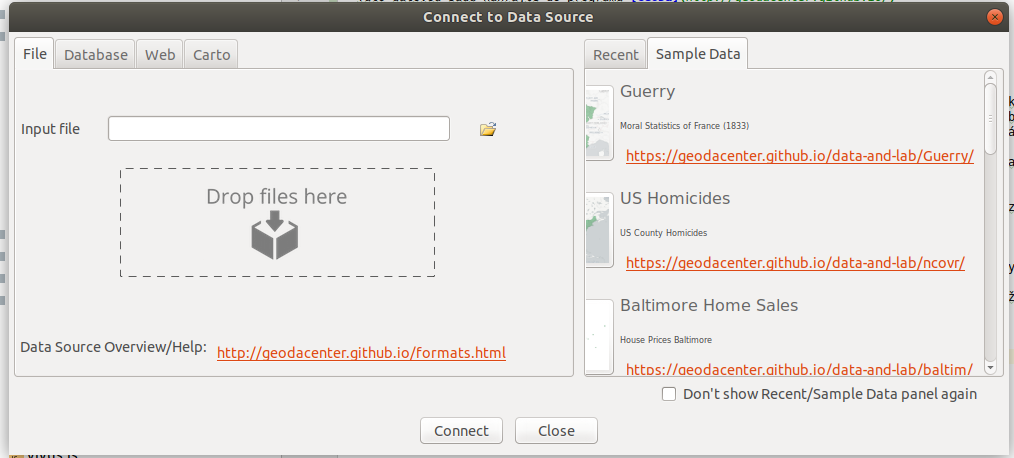 Connect to Data Source
File Database Web Carto
Input file
Drop files here
Data Source Overview/Help: http://geodacenter.github.io/formats.html
Recent Sample Data
Guerry
Moral Statistics of France (1833)
https://geodacenter.github.io/data-and-lab/Guerry/
US Homicides
US County Homicides
https://geodacenter.github.io/data-and-lab/ncovr/
Baltimore Home Sales
House Prices Baltimore
https://geodacenter.github.io/data-and-lab/baltim/
Don't show Recent/Sample Data panel again
Connect Close